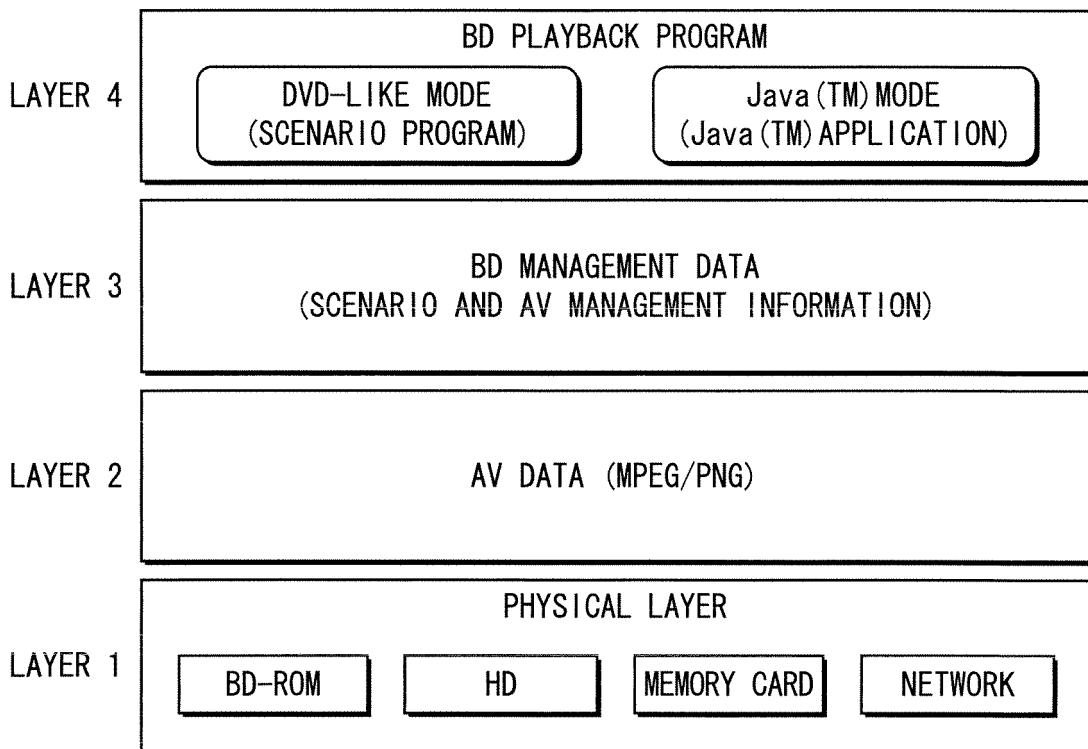 BD PLAYBACK PROGRAM
LAYER 4
DVD-LIKE MODE
(SCENARIO PROGRAM)
Java(TM)MODE
(Java(TM)APPLICATION)
LAYER 3
BD MANAGEMENT DATA
(SCENARIO AND AV MANAGEMENT INFORMATION)
LAYER 2
AV DATA (MPEG/PNG)
PHYSICAL LAYER
LAYER 1
BD-ROM
HD
MEMORY CARD
NETWORK